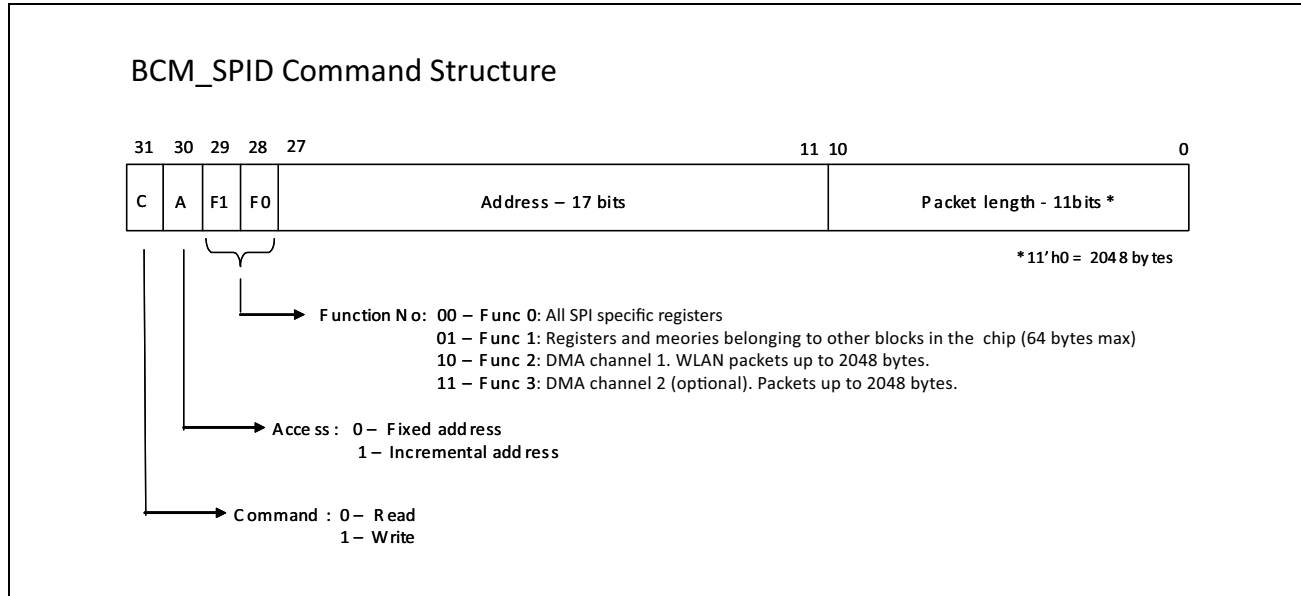 BCM_SPID Command Structure
31 30 29 28 27 11 10 0
C A F1 F0 Address – 17 bits Packet length - 11bits *
*11'h0 = 2048 bytes
Function No: 00 – Func 0: All SPI specific registers
01 – Func 1: Registers and meories belonging to other blocks in the chip (64 bytes max)
10 – Func 2: DMA channel 1. WLAN packets up to 2048 bytes.
11 – Func 3: DMA channel 2 (optional). Packets up to 2048 bytes.
Access : 0 – Fixed address
1 – Incremental address
Command : 0 – Read
1 – Write